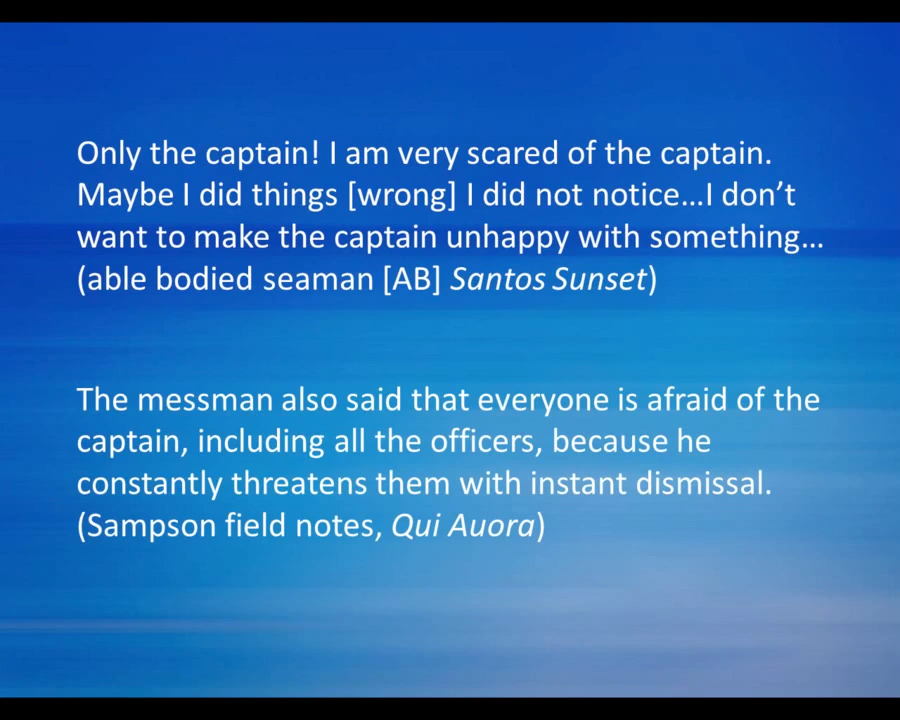 Only the captain! I am very scared of the captain.
Maybe I did things [wrong] I did not notice…I don’t
want to make the captain unhappy with something…
(able bodied seaman [AB] Santos Sunset)
The messman also said that everyone is afraid of the
captain, including all the officers, because he
constantly threatens them with instant dismissal.
(Sampson field notes, Qui Auora)